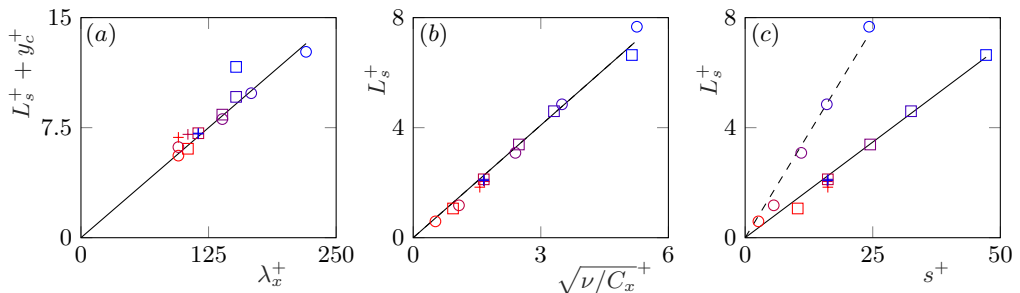 15
(a)
7.5
0
0
125
250
L_s^+ + y_c^+
λ_x^+
8
(b)
4
0
0
3
6
L_s^+
√ν/C_x^+
8
(c)
4
0
0
25
50
L_s^+
s^+